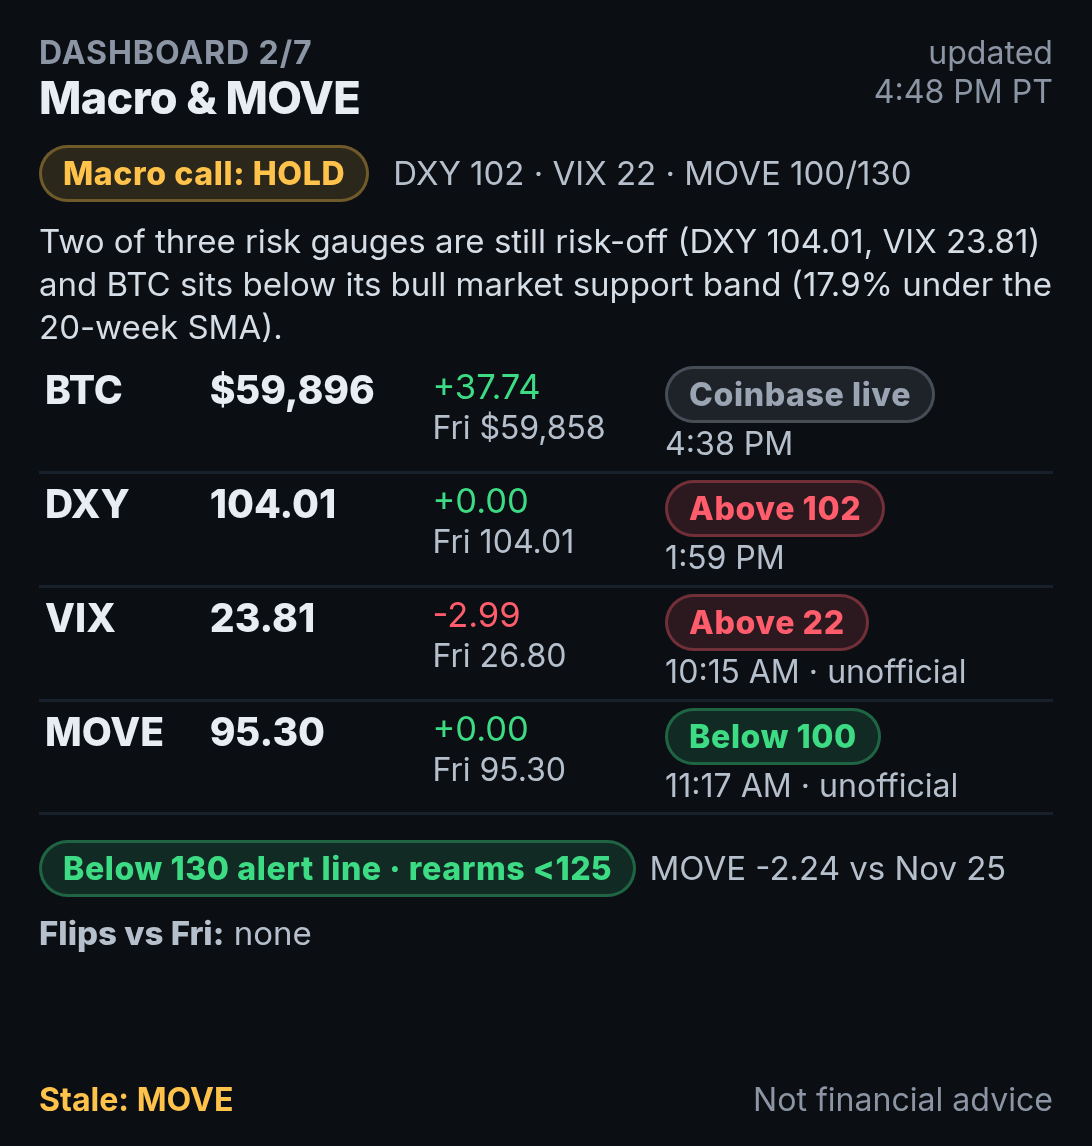 DASHBOARD 2/7
updated
Macro & MOVE
4:48 PM PT
Macro call: HOLD DXY 102 · VIX 22 · MOVE 100/130
Two of three risk gauges are still risk-off (DXY 104.01, VIX 23.81)
and BTC sits below its bull market support band (17.9% under the
20-week SMA).
BTC $59,896 +37.74 Coinbase live
Fri $59,858 4:38 PM
DXY 104.01 +0.00 Above 102
Fri 104.01 1:59 PM
VIX 23.81 -2.99 Above 22
Fri 26.80 10:15 AM · unofficial
MOVE 95.30 +0.00 Below 100
Fri 95.30 11:17 AM · unofficial
Below 130 alert line · rearms <125 MOVE -2.24 vs Nov 25
Flips vs Fri: none
Stale: MOVE Not financial advice